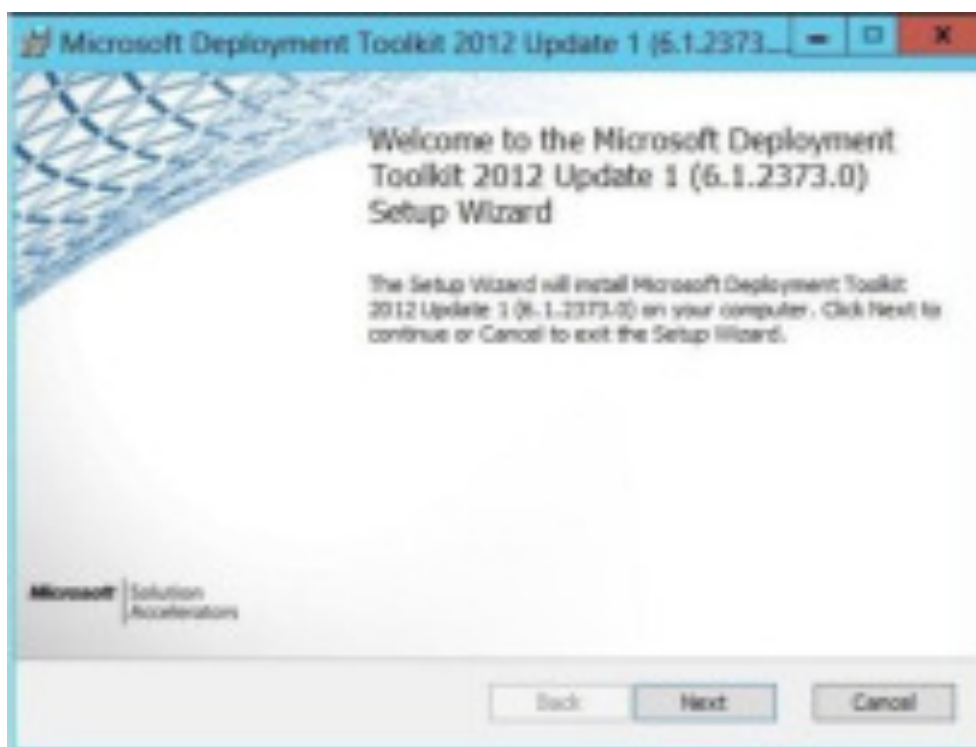 Microsoft Deployment Toolkit 2012 Update 1 (6.1.2373...
Welcome to the Microsoft Deployment
Toolkit 2012 Update 1 (6.1.2373.0)
Setup Wizard
The Setup Wizard will install Microsoft Deployment Toolkit
2012 Update 1 (6.1.2373.0) on your computer. Click Next to
continue or Cancel to exit the Setup Wizard.
Microsoft Solution
Accelerators
Back Next Cancel